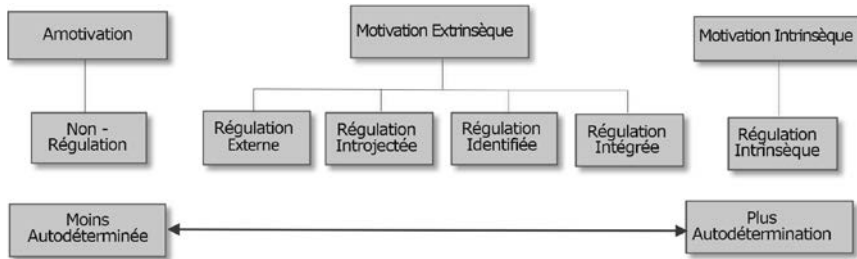 Amotivation
Motivation Extrinsèque
Motivation Intrinsèque
Non -
Régulation
Régulation
Externe
Régulation
Introjectée
Régulation
Identifiée
Régulation
Intégrée
Régulation
Intrinsèque
Moins
Autodéterminée
Plus
Autodétermination